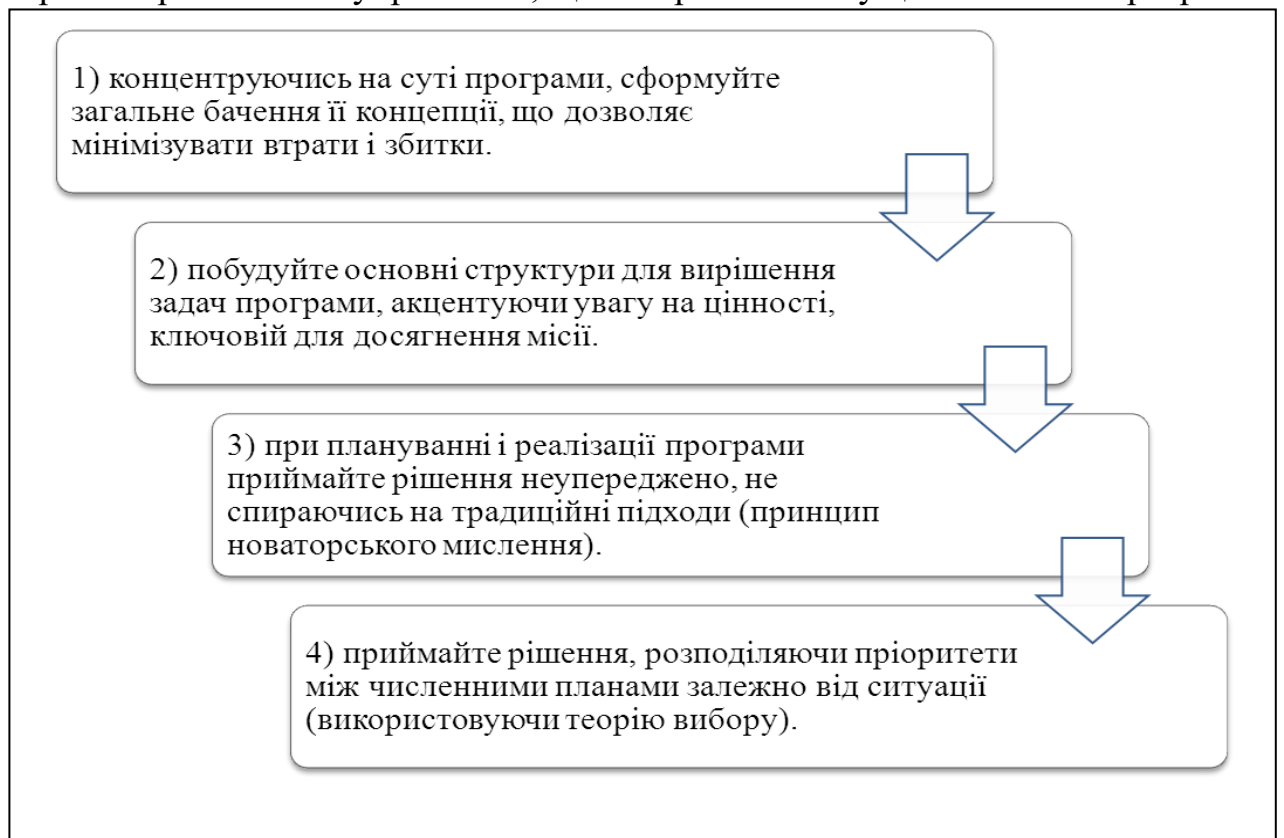 1) концентруючись на суті програми, сформуйте
загальне бачення її концепції, що дозволяє
мінімізувати втрати і збитки.
2) побудуйте основні структури для вирішення
задач програми, акцентуючи увагу на цінності,
ключовій для досягнення місії.
3) при плануванні і реалізації програми
приймайте рішення неупереджено, не
спираючись на традиційні підходи (принцип
новаторського мислення).
4) приймайте рішення, розподіляючи пріоритети
між численними планами залежно від ситуації
(використовуючи теорію вибору).